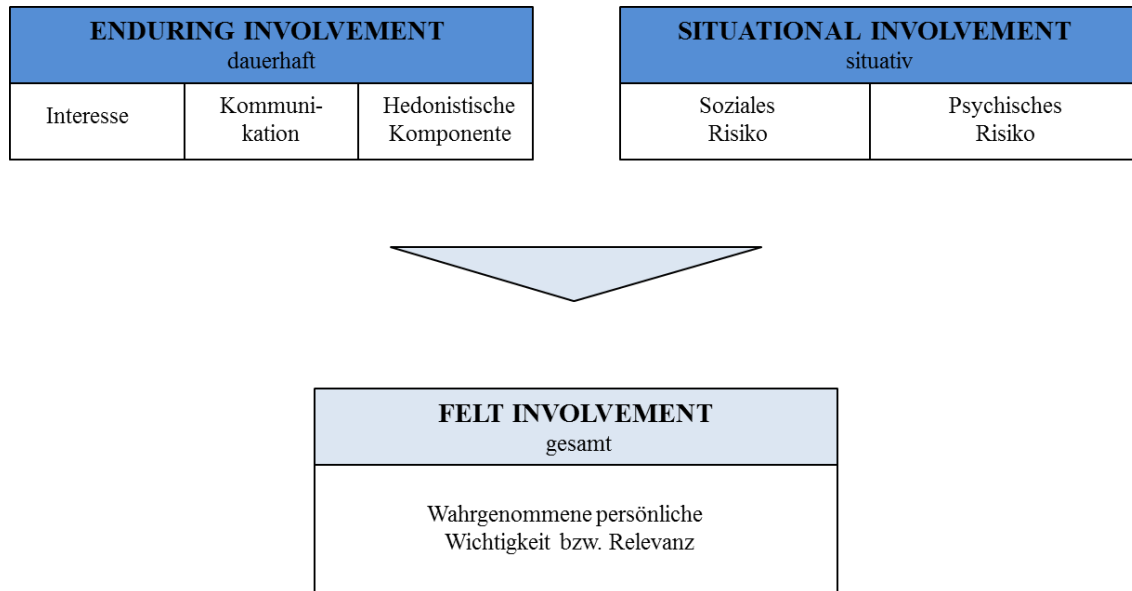 ENDURING INVOLVEMENT
dauerhaft
Interesse
Kommuni-
kation
Hedonistische
Komponente
SITUATIONAL INVOLVEMENT
situativ
Soziales
Risiko
Psychisches
Risiko
FELT INVOLVEMENT
gesamt
Wahrgenommene persönliche
Wichtigkeit bzw. Relevanz